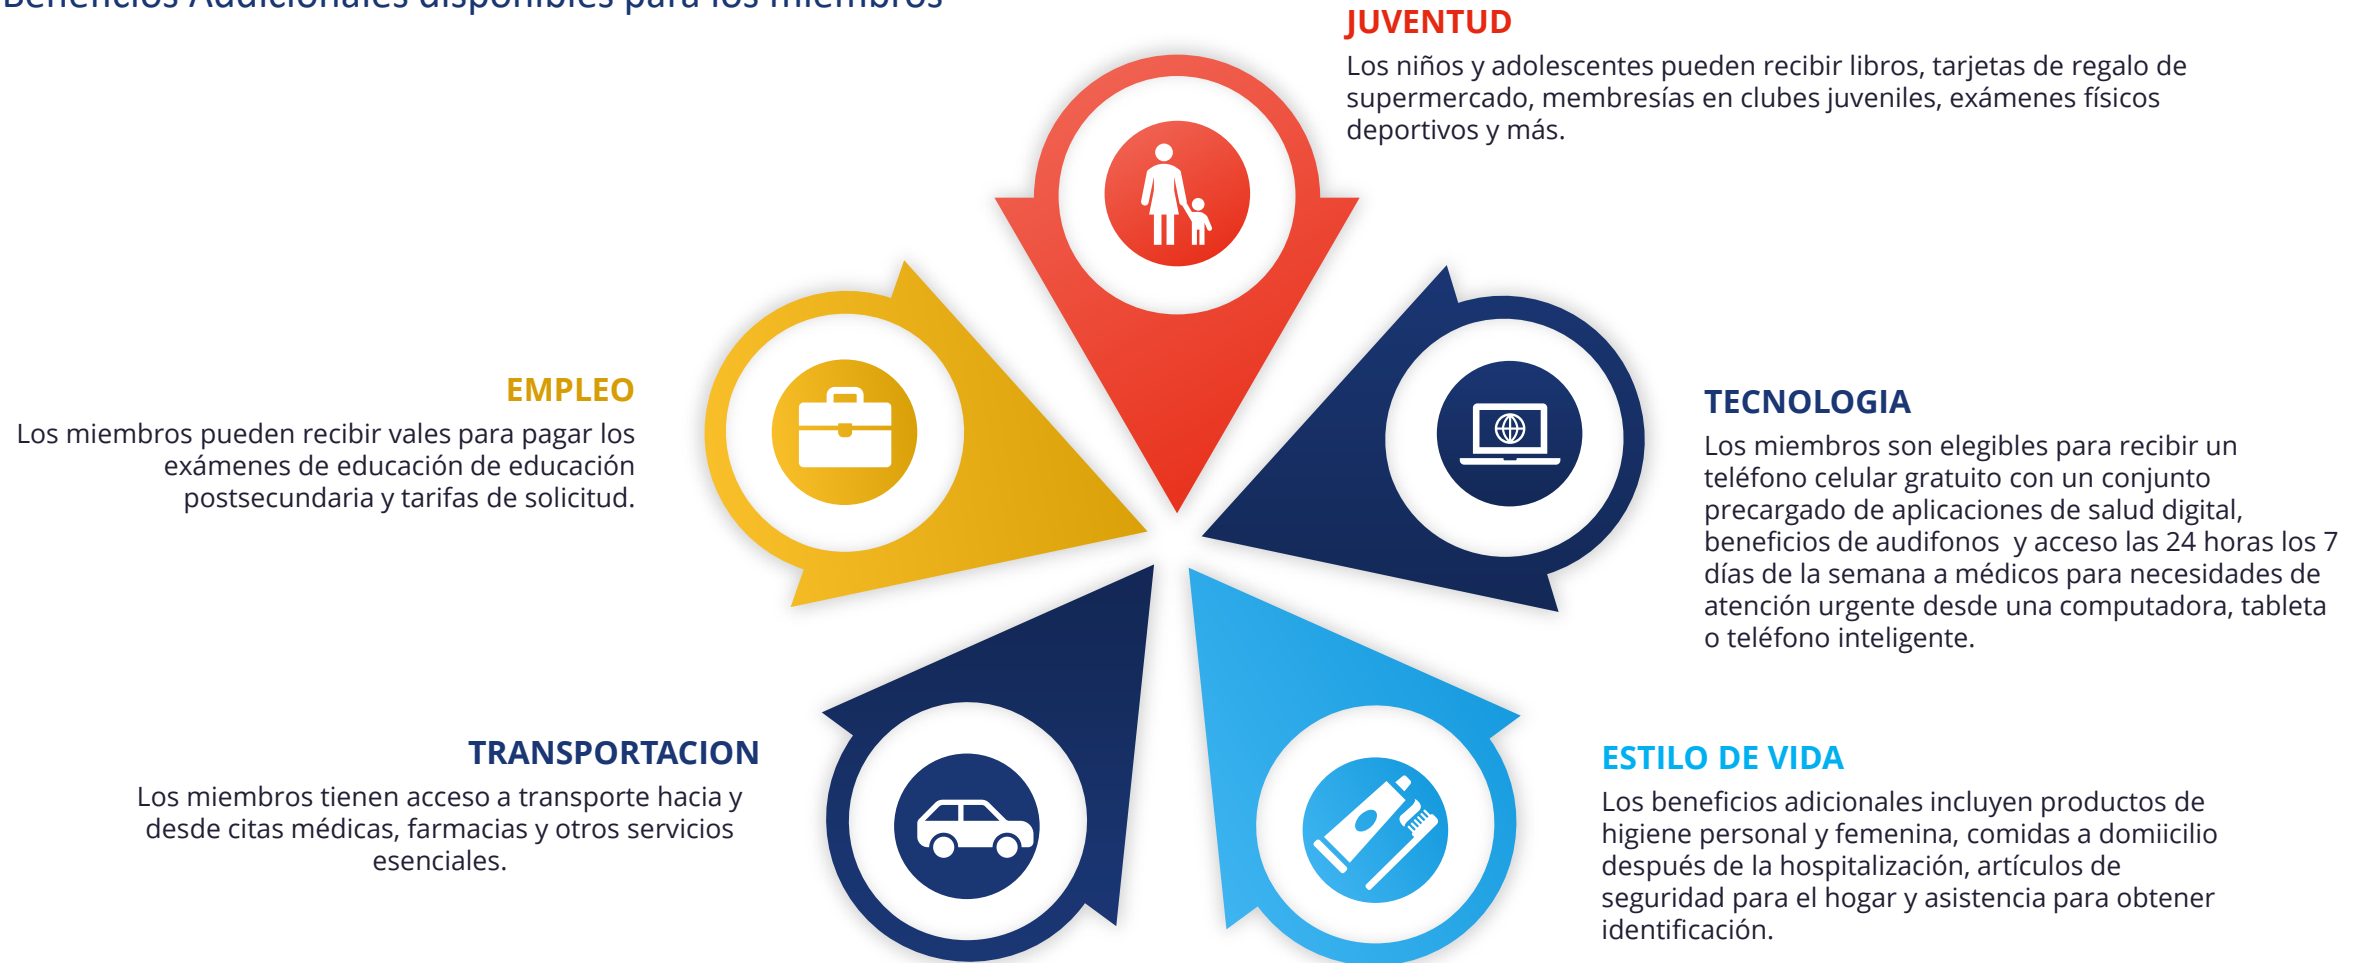 Beneficios Addicionales disponibles para los miembros
JUVENTUD
Los niños y adolescentes pueden recibir libros, tarjetas de regalo de
supermercado, membresías en clubes juveniles, exámenes físicos
deportivos y más.
EMPLEO
Los miembros pueden recibir vales para pagar los
exámenes de educación de educación
postsecundaria y tarifas de solicitud.
TECNOLOGIA
Los miembros son elegibles para recibir un
teléfono celular gratuito con un conjunto
precargado de aplicaciones de salud digital,
beneficios de audifonos  y acceso las 24 horas los 7
días de la semana a médicos para necesidades de
atención urgente desde una computadora, tableta
o teléfono inteligente.
TRANSPORTACION
Los miembros tienen acceso a transporte hacia y
desde citas médicas, farmacias y otros servicios
esenciales.
ESTILO DE VIDA
Los beneficios adicionales incluyen productos de
higiene personal y femenina, comidas a domiicilio
después de la hospitalización, artículos de
seguridad para el hogar y asistencia para obtener
identificación.